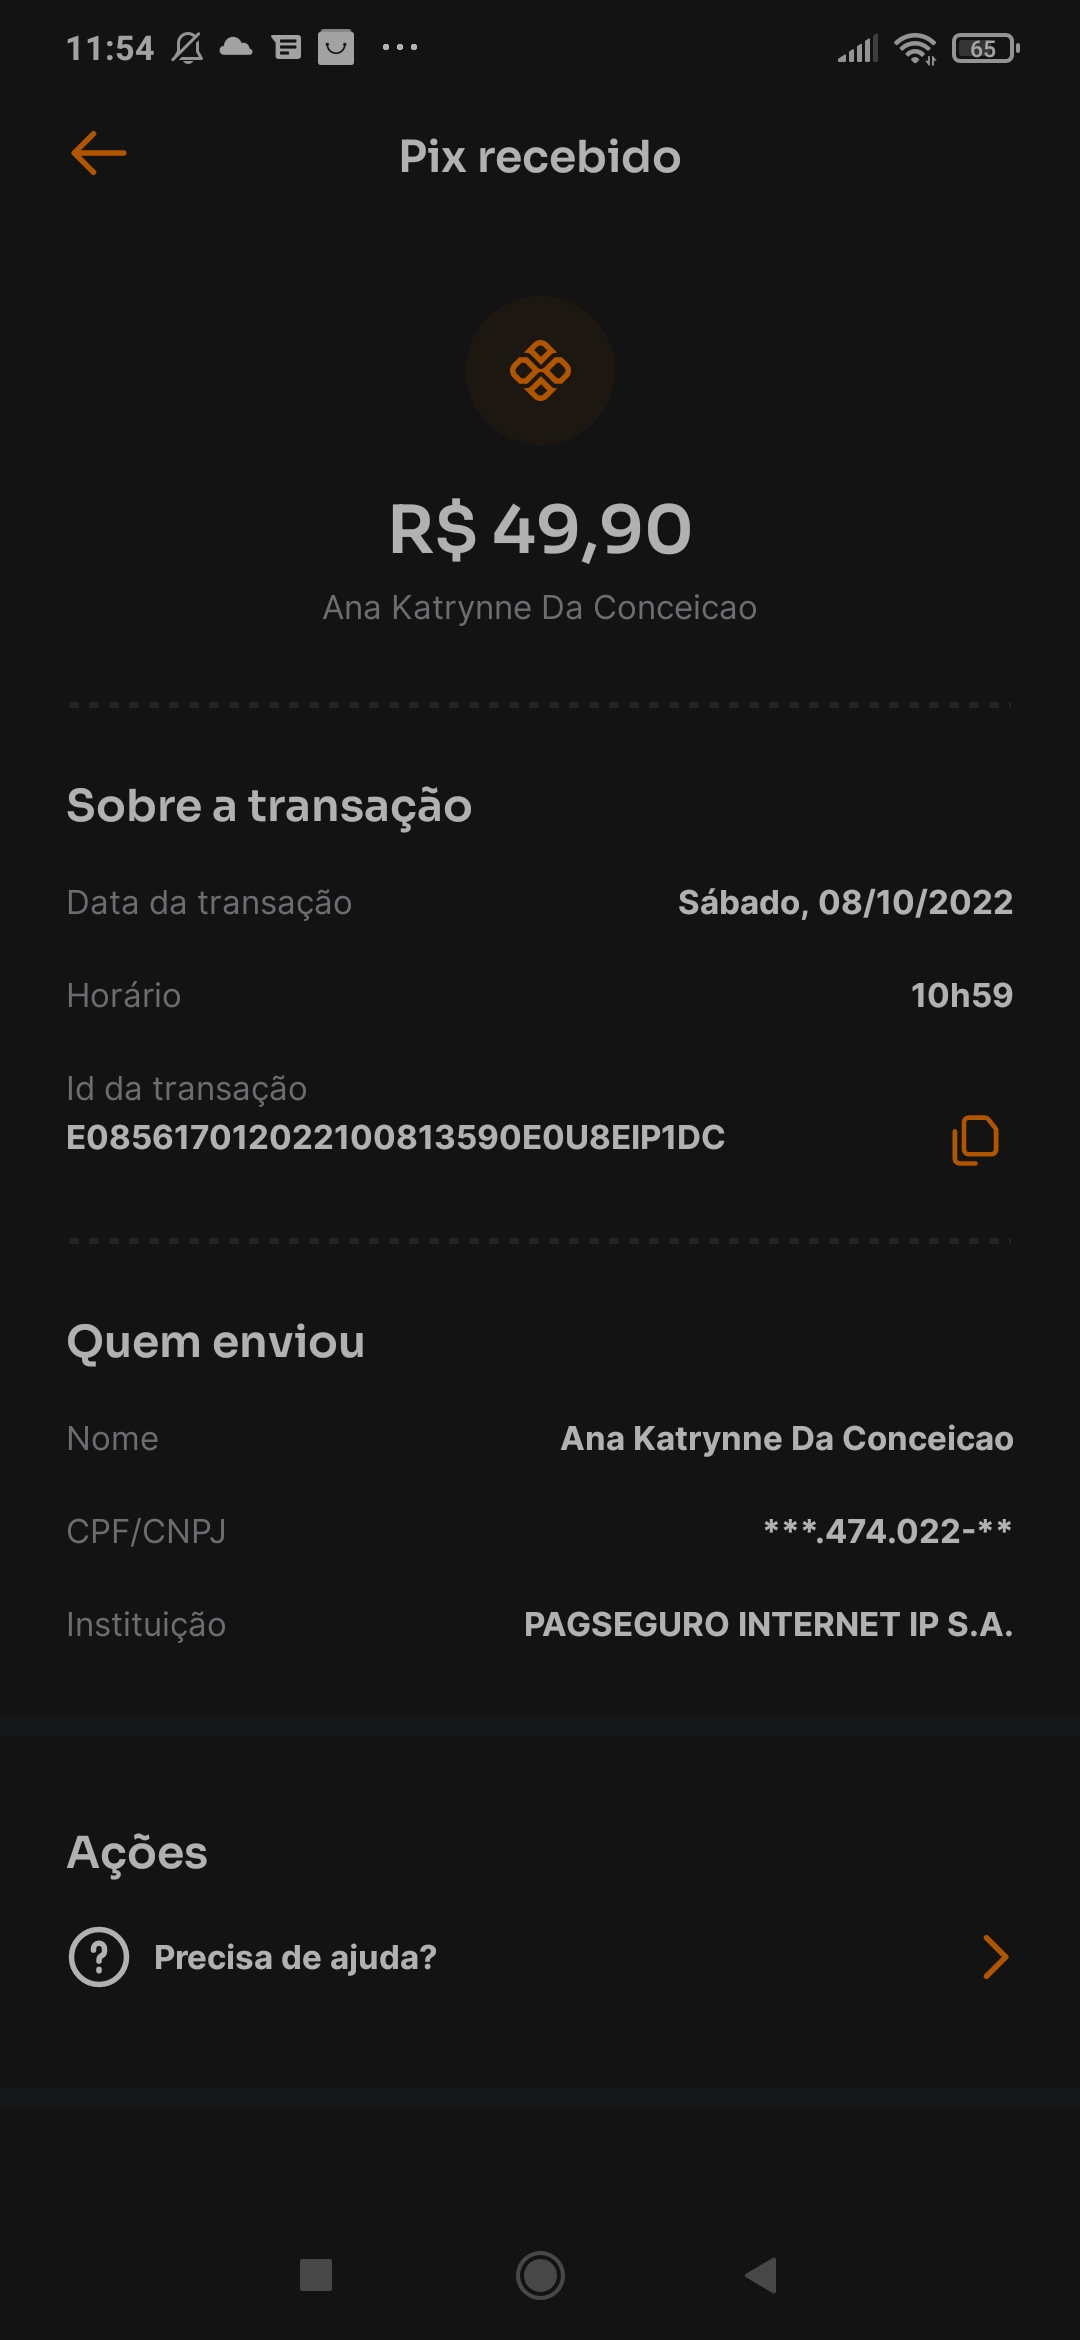 11:54
65
Pix recebido
R$ 49,90
Ana Katrynne Da Conceicao
Sobre a transação
Data da transação Sábado, 08/10/2022
Horário 10h59
Id da transação
E08561701202210081359​0E0U8EIP1DC
Quem enviou
Nome Ana Katrynne Da Conceicao
CPF/CNPJ ***.474.022-**
Instituição PAGSEGURO INTERNET IP S.A.
Ações
Precisa de ajuda?